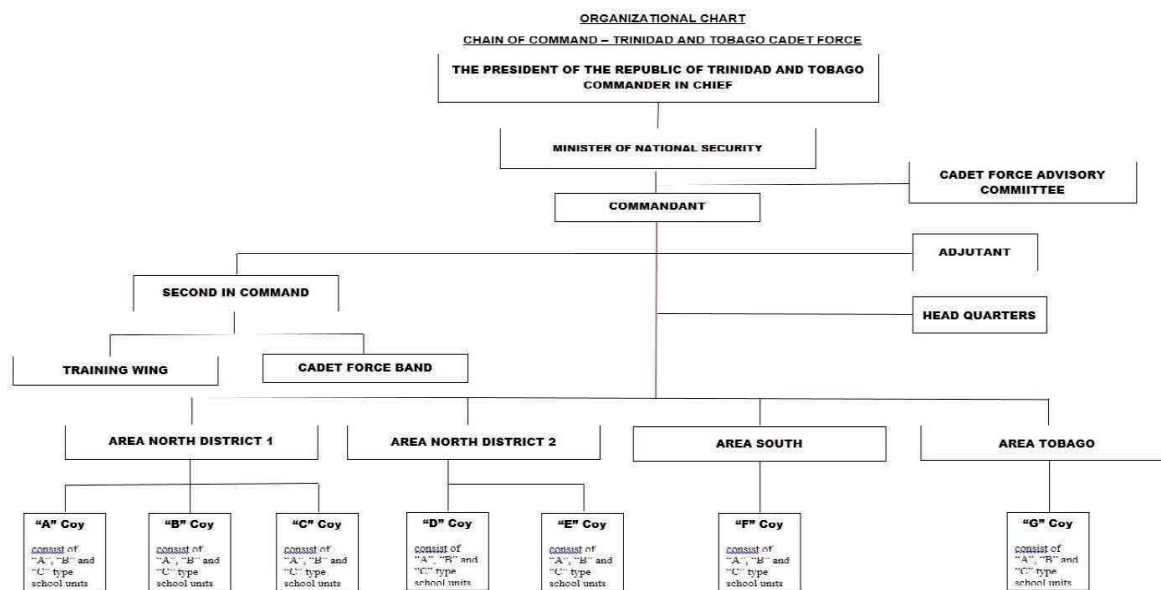 ORGANIZATIONAL CHART
CHAIN OF COMMAND – TRINIDAD AND TOBAGO CADET FORCE
THE PRESIDENT OF THE REPUBLIC OF TRINIDAD AND TOBAGO
COMMANDER IN CHIEF
MINISTER OF NATIONAL SECURITY
CADET FORCE ADVISORY
COMMIITTEE
COMMANDANT
ADJUTANT
SECOND IN COMMAND
HEAD QUARTERS
TRAINING WING
CADET FORCE BAND
AREA NORTH DISTRICT 1
AREA NORTH DISTRICT 2
AREA SOUTH
AREA TOBAGO
“A” Coy
consist of
“A”, “B” and
“C” type
school units
“B” Coy
consist of
“A”, “B” and
“C” type
school units
“C” Coy
consist of
“A”, “B” and
“C” type
school units
“D” Coy
consist of
“A”, “B” and
“C” type
school units
“E” Coy
consist of
“A”, “B” and
“C” type
school units
“F” Coy
consist of
“A”, “B” and
“C” type
school units
“G” Coy
consist of
“A”, “B” and
“C” type
school units